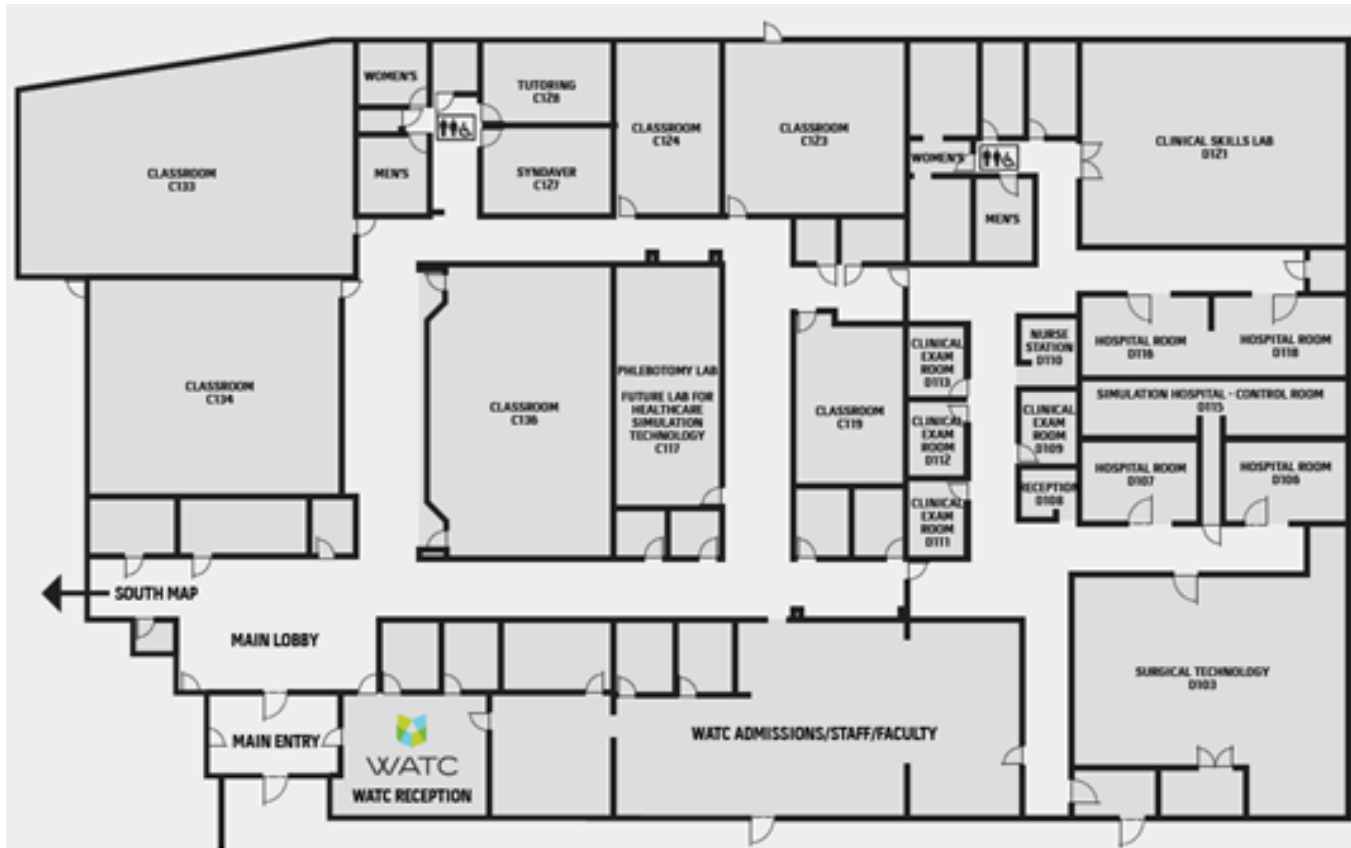 WOMEN'S
TUTORING
C128
CLASSROOM
C124
CLASSROOM
C123
CLINICAL SKILLS LAB
D121
CLASSROOM
C133
MEN'S
SYNDAVER
C127
WOMEN'S
MEN'S
CLASSROOM
C134
CLASSROOM
C136
PHLEBOTOMY LAB
FUTURE LAB FOR
HEALTHCARE
SIMULATION
TECHNOLOGY
C117
CLASSROOM
C119
CLINICAL
EXAM
ROOM
D113
CLINICAL
EXAM
ROOM
D112
CLINICAL
EXAM
ROOM
D111
NURSE
STATION
D110
CLINICAL
EXAM
ROOM
D109
RECEPTION
D108
HOSPITAL ROOM
D116
HOSPITAL ROOM
D118
SIMULATION HOSPITAL - CONTROL ROOM
D115
HOSPITAL ROOM
D107
HOSPITAL ROOM
D106
SOUTH MAP
MAIN LOBBY
MAIN ENTRY
WATC
WATC RECEPTION
WATC ADMISSIONS/STAFF/FACULTY
SURGICAL TECHNOLOGY
D103